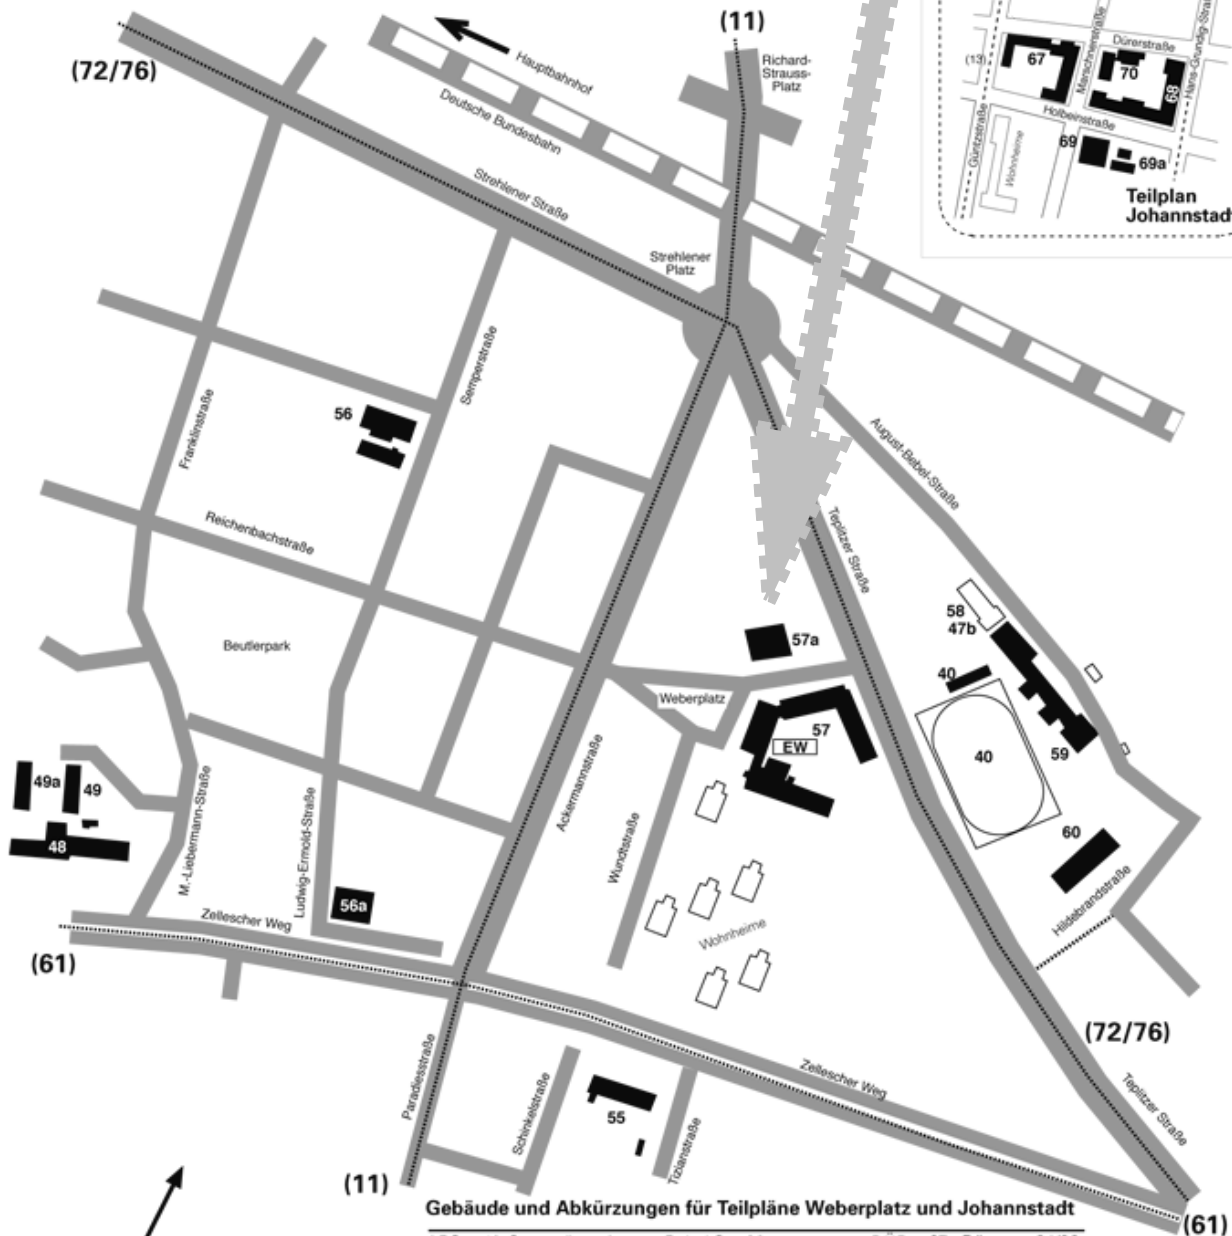 (11)
(72/76)
Hauptbahnhof
Deutsche Bundesbahn
Richard-
Strauss-
Platz
Marschnerstraße
Dürerstraße
(13)
67
70
68
Holbeinstraße
Güntzstraße
Wohnheime
69
69a
Teilplan
Johannstadt
Strehlener Straße
Strehlener
Platz
Semperstraße
Franklinstraße
56
August-Bebel-Straße
Reichenbachstraße
Teplitzer Straße
58
47b
57a
Beutlerpark
40
Weberplatz
57
EW
59
40
49a
49
48
M.-Liebermann-Straße
Ludwig-Ermold-Straße
Ackermannstraße
Wundtstraße
60
Hildebrandstraße
56a
Zellescher Weg
Wohnheime
(61)
(72/76)
Paradiesstraße
Schinkelstraße
55
Tizianstraße
Zellescher Weg
Teplitzer Straße
(11)
(61)
Gebäude und Abkürzungen für Teilpläne Weberplatz und Johannstadt